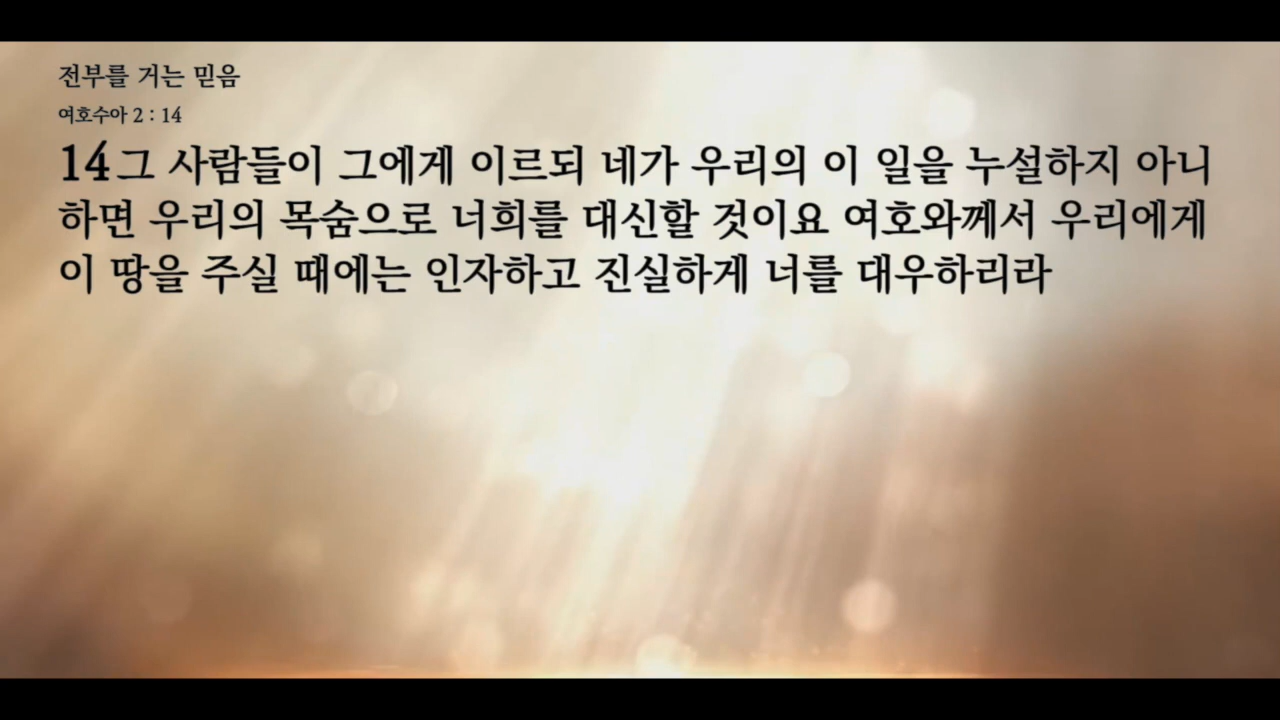 전부를 거는 믿음
여호수아 2 : 14
14그 사람들이 그에게 이르되 네가 우리의 이 일을 누설하지 아니
하면 우리의 목숨으로 너희를 대신할 것이요 여호와께서 우리에게
이 땅을 주실 때에는 인자하고 진실하게 너를 대우하리라